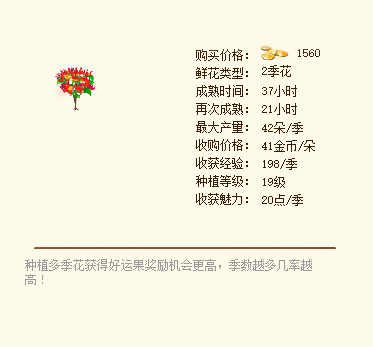 购买价格： 1560
鲜花类型： 2季花
成熟时间： 37小时
再次成熟： 21小时
最大产量： 42朵/季
收购价格： 41金币/朵
收获经验： 198/季
种植等级： 19级
收获魅力： 20点/季
种植多季花获得好运果奖励机会更高，季数越多几率越
高！